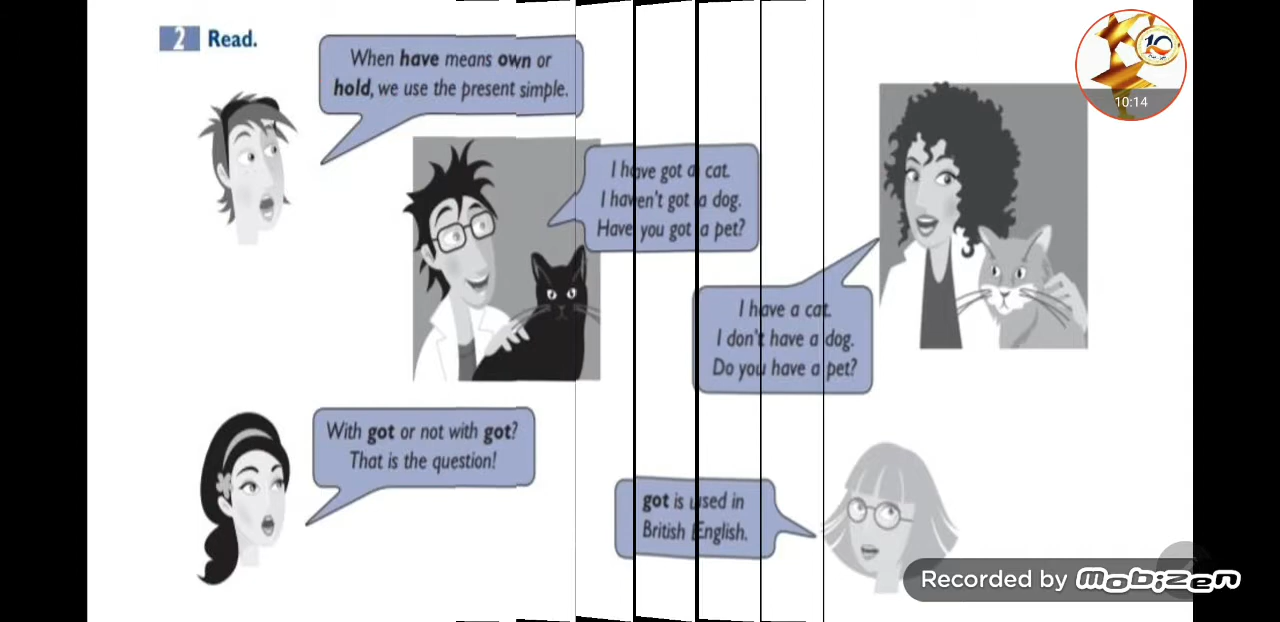 2 Read.
When have means own or
hold, we use the present simple.
I have got a cat.
I haven't got a dog.
Have you got a pet?
I have a cat.
I don't have a dog.
Do you have a pet?
With got or not with got?
That is the question!
got is used in
British English.
10
10:14
Recorded by Mobizen